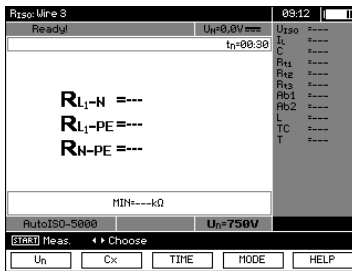 RISO: Wire 3 09:12
Ready! UN=0,0V
tn=00:30
RL1-N =---
RL1-PE =---
RN-PE =---
MIN=---kΩ
UISO =---
IL =---
C =---
Rt1 =---
Rt2 =---
Rt3 =---
Ab1 =---
Ab2 =---
L =---
TC =---
T =---
AutoISO-5000 Un=750V
START Meas. Choose
Un Cx TIME MODE HELP